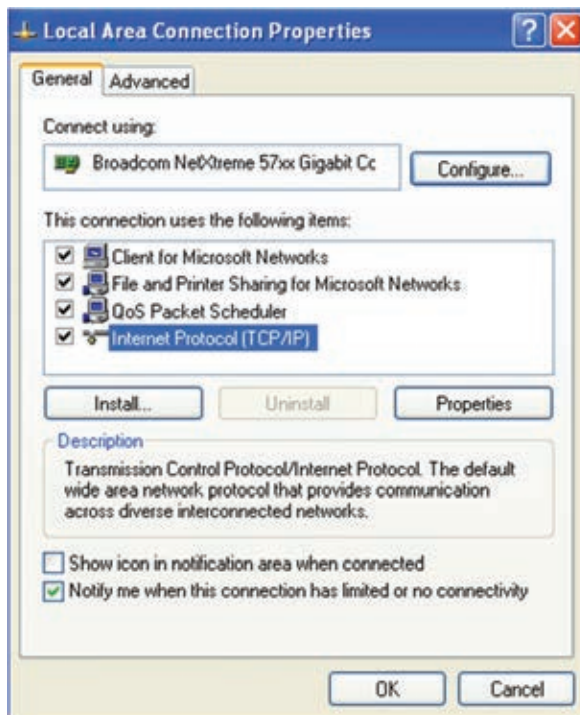 Local Area Connection Properties
General Advanced
Connect using:
Broadcom NetXtreme 57xx Gigabit Cc
Configure...
This connection uses the following items:
Client for Microsoft Networks
File and Printer Sharing for Microsoft Networks
QoS Packet Scheduler
Internet Protocol (TCP/IP)
Install... Uninstall Properties
Description
Transmission Control Protocol/Internet Protocol. The default
wide area network protocol that provides communication
across diverse interconnected networks.
Show icon in notification area when connected
Notify me when this connection has limited or no connectivity
OK Cancel